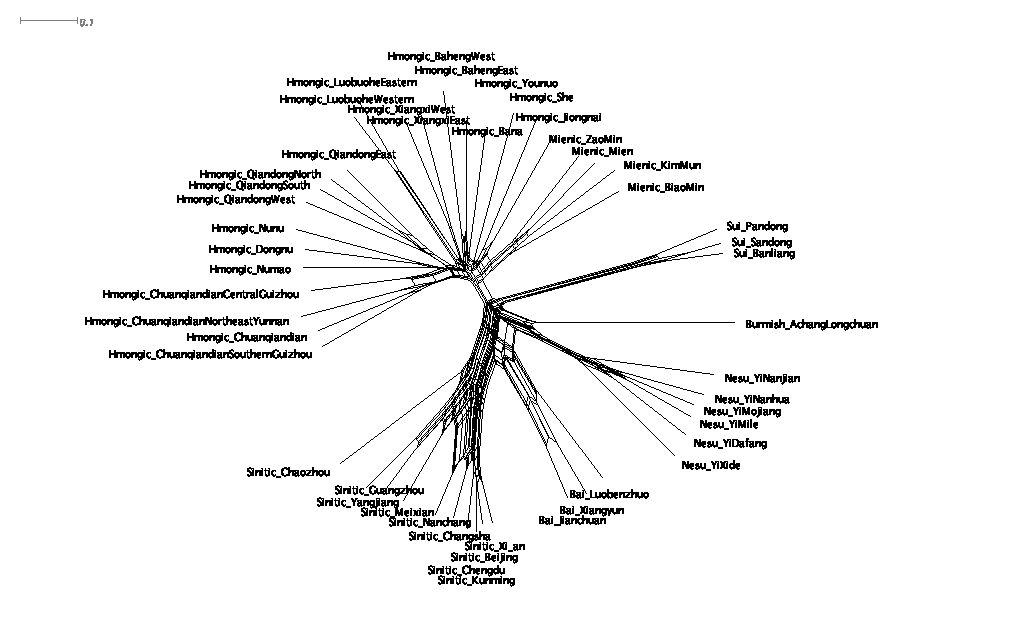 0.1
Hmongic_BahengWest
Hmongic_BahengEast
Hmongic_LuobuoheEastern
Hmongic_Younuo
Hmongic_She
Hmongic_LuobuoheWestern
Hmongic_XiangxiWest
Hmongic_XiangxiEast
Hmongic_Jiongnai
Hmongic_Bana
Mienic_ZaoMin
Mienic_Mien
Hmongic_QiandongEast
Mienic_KimMun
Hmongic_QiandongNorth
Hmongic_QiandongSouth
Mienic_BiaoMin
Hmongic_QiandongWest
Hmongic_Nunu
Sui_Pandong
Sui_Sandong
Hmongic_Dongnu
Sui_Banliang
Hmongic_Numao
Hmongic_ChuanqiandianCentralGuizhou
Hmongic_ChuanqiandianNortheastYunnan
Burmish_AchangLongchuan
Hmongic_Chuanqiandian
Hmongic_ChuanqiandianSouthernGuizhou
Nesu_YiNanjian
Nesu_YiNanhua
Nesu_YiMojiang
Nesu_YiMile
Nesu_YiDafang
Nesu_YiXide
Sinitic_Chaozhou
Sinitic_Guangzhou
Bai_Luobenzhuo
Sinitic_Yangjiang
Sinitic_Meixian
Bai_Xiangyun
Bai_Jianchuan
Sinitic_Nanchang
Sinitic_Changsha
Sinitic_Xi_an
Sinitic_Beijing
Sinitic_Chengdu
Sinitic_Kunming